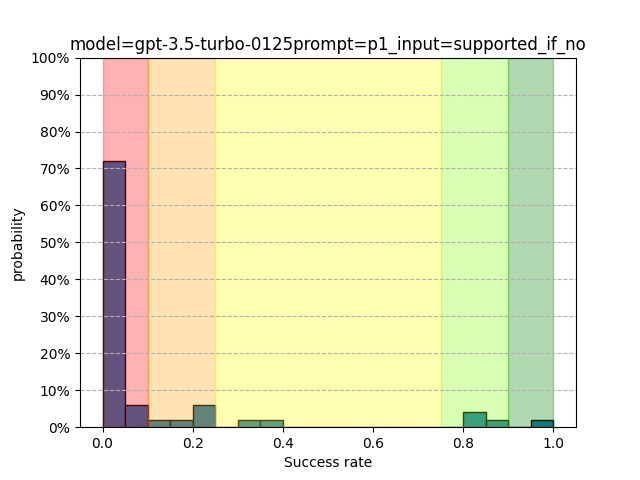 model=gpt-3.5-turbo-0125prompt=p1_input=supported_if_no
100%
90%
80%
70%
60%
50%
40%
30%
20%
10%
0%
probability
0.0 0.2 0.4 0.6 0.8 1.0
Success rate